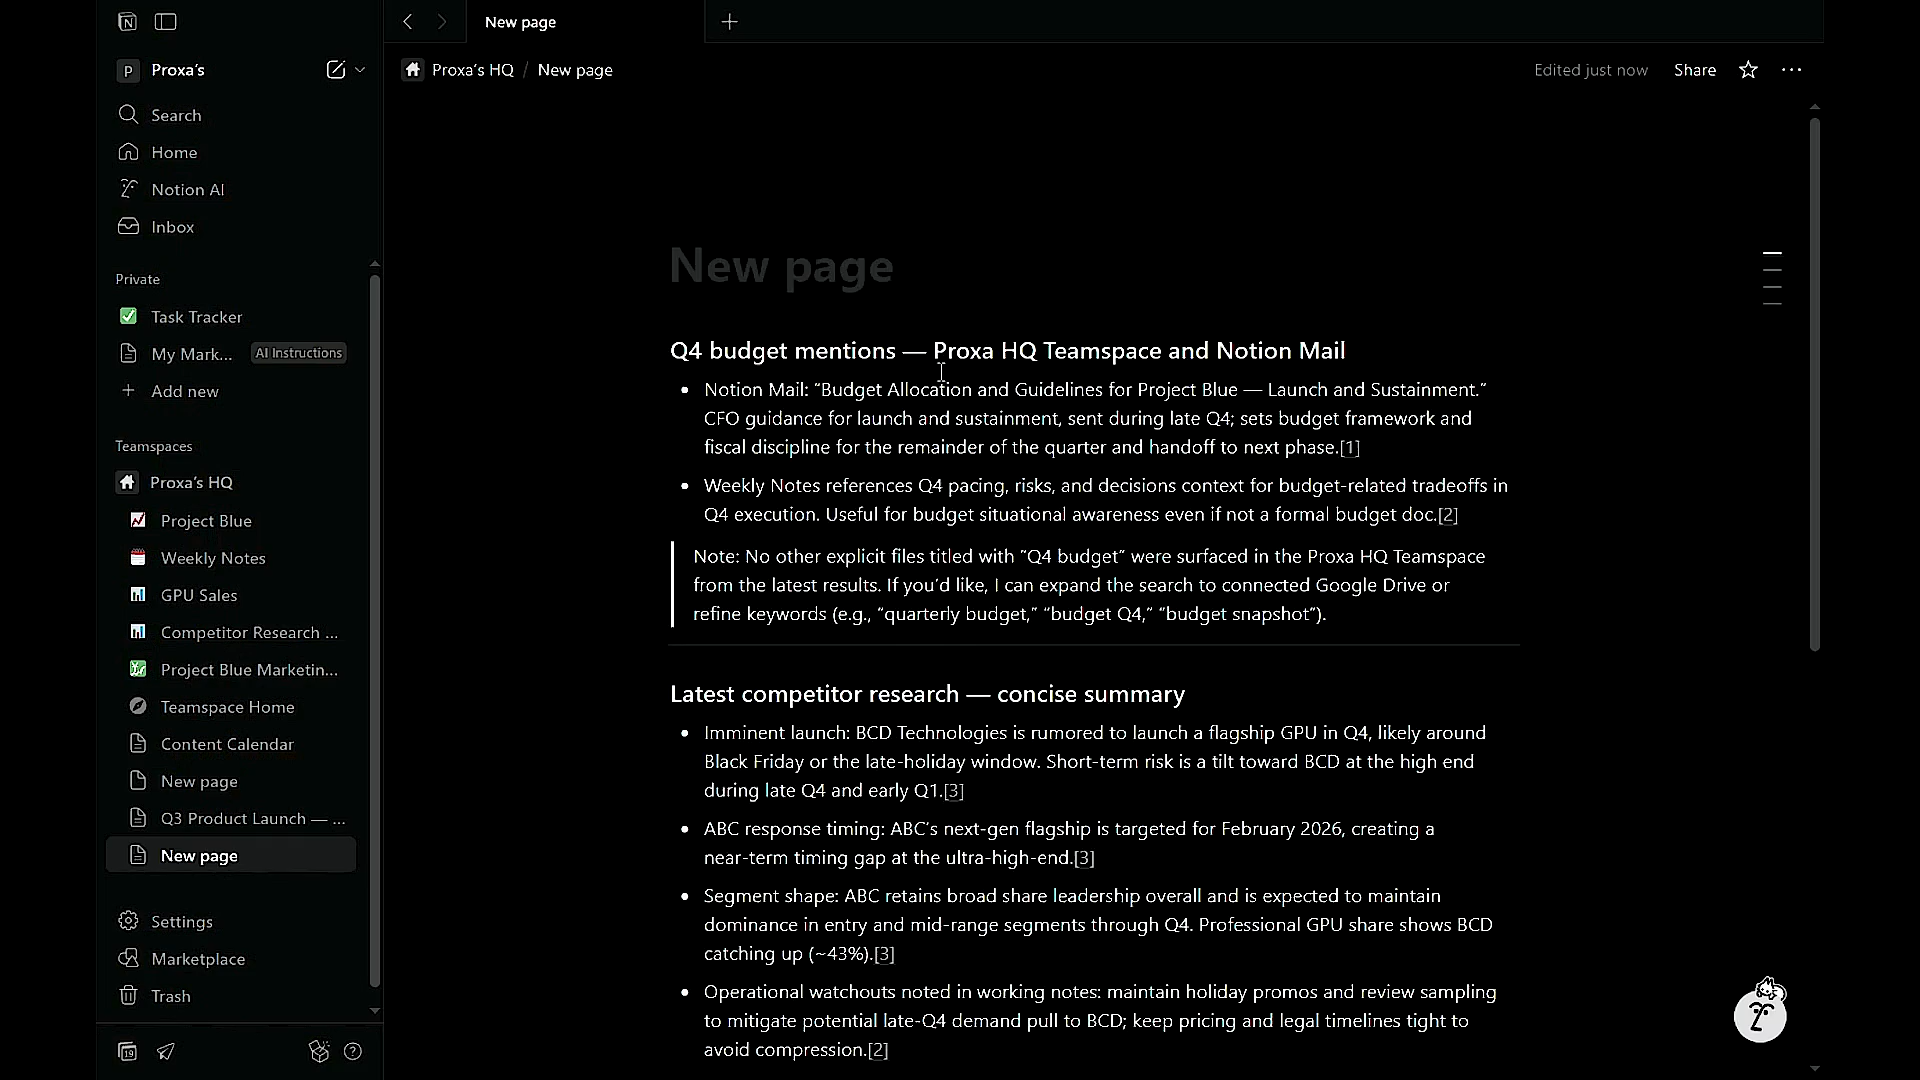 New page
Proxa's
Proxa's HQ / New page
Edited just now
Share
Search
Home
Notion AI
Inbox
Private
Task Tracker
My Mark... AI Instructions
Add new
Teamspaces
Proxa's HQ
Project Blue
Weekly Notes
GPU Sales
Competitor Research ...
Project Blue Marketin...
Teamspace Home
Content Calendar
New page
Q3 Product Launch — ...
New page
Settings
Marketplace
Trash
New page
Q4 budget mentions — Proxa HQ Teamspace and Notion Mail
• Notion Mail: “Budget Allocation and Guidelines for Project Blue — Launch and Sustainment.”
CFO guidance for launch and sustainment, sent during late Q4; sets budget framework and
fiscal discipline for the remainder of the quarter and handoff to next phase.[1]
• Weekly Notes references Q4 pacing, risks, and decisions context for budget-related tradeoffs in
Q4 execution. Useful for budget situational awareness even if not a formal budget doc.[2]
Note: No other explicit files titled with “Q4 budget” were surfaced in the Proxa HQ Teamspace
from the latest results. If you’d like, I can expand the search to connected Google Drive or
refine keywords (e.g., “quarterly budget,” “budget Q4,” “budget snapshot”).
Latest competitor research — concise summary
• Imminent launch: BCD Technologies is rumored to launch a flagship GPU in Q4, likely around
Black Friday or the late-holiday window. Short-term risk is a tilt toward BCD at the high end
during late Q4 and early Q1.[3]
• ABC response timing: ABC’s next-gen flagship is targeted for February 2026, creating a
near-term timing gap at the ultra-high-end.[3]
• Segment shape: ABC retains broad share leadership overall and is expected to maintain
dominance in entry and mid-range segments through Q4. Professional GPU share shows BCD
catching up (~43%).[3]
• Operational watchouts noted in working notes: maintain holiday promos and review sampling
to mitigate potential late-Q4 demand pull to BCD; keep pricing and legal timelines tight to
avoid compression.[2]